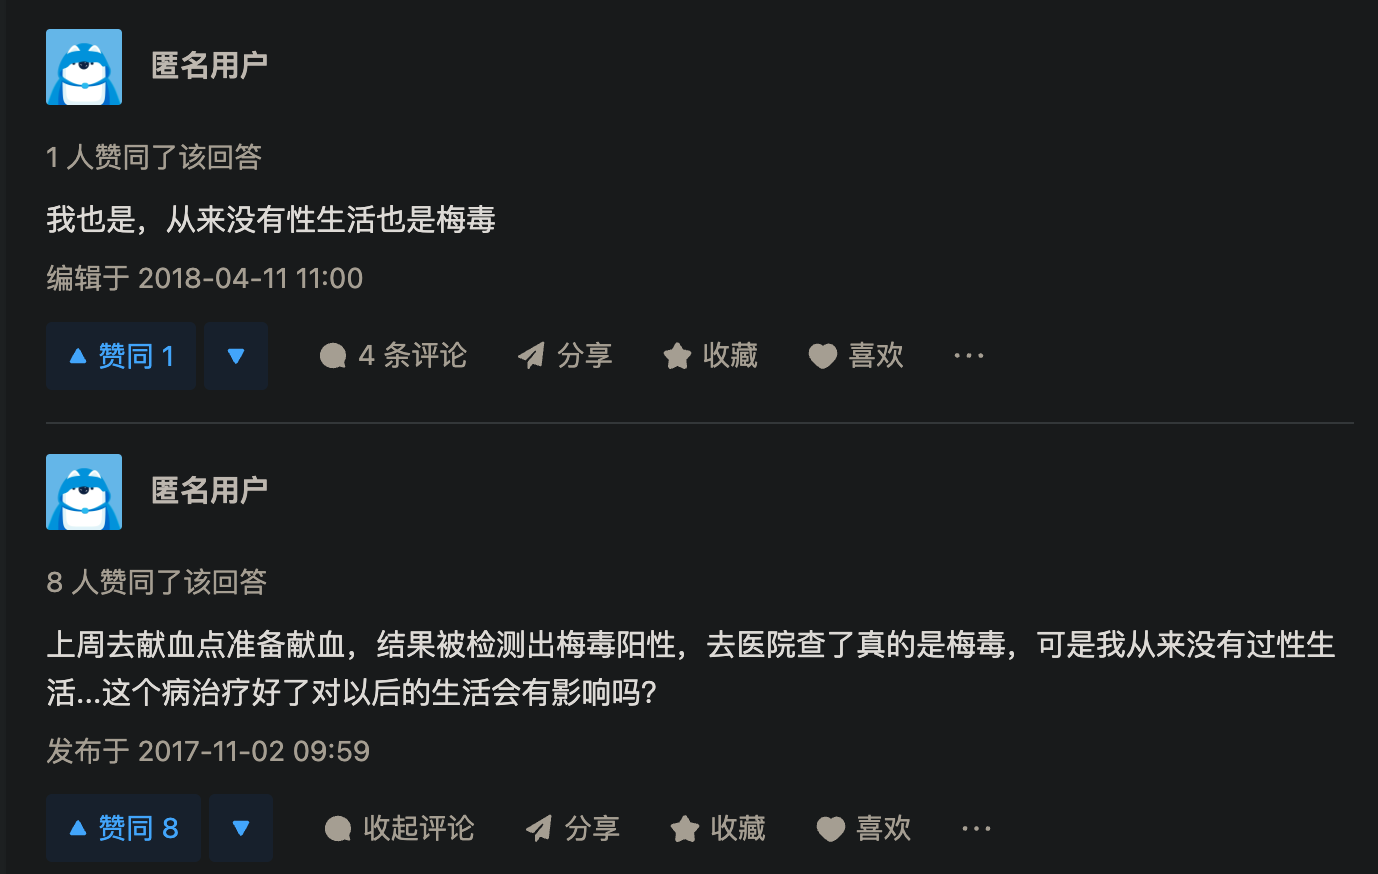 匿名用户
1 人赞同了该回答
我也是，从来没有性生活也是梅毒
编辑于 2018-04-11 11:00
赞同 1
4 条评论
分享
收藏
喜欢
匿名用户
8 人赞同了该回答
上周去献血点准备献血，结果被检测出梅毒阳性，去医院查了真的是梅毒，可是我从来没有过性生
活...这个病治疗好了对以后的生活会有影响吗?
发布于 2017-11-02 09:59
赞同 8
收起评论
分享
收藏
喜欢